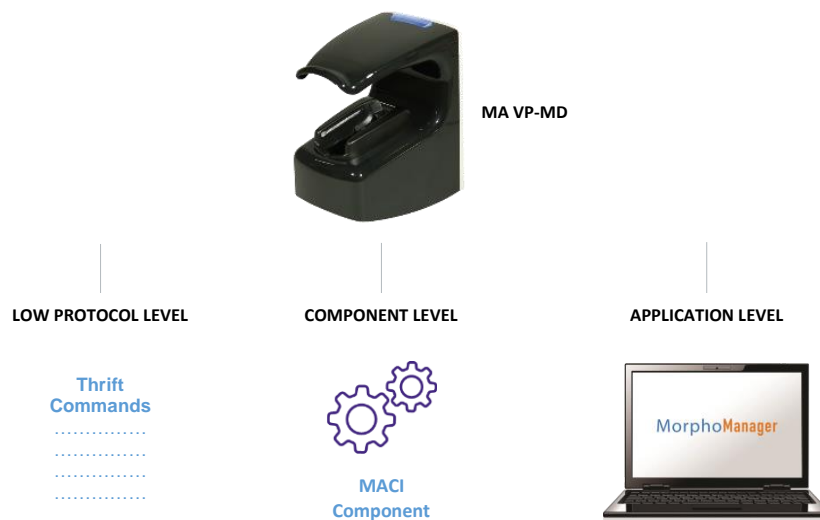 MA VP-MD
LOW PROTOCOL LEVEL
COMPONENT LEVEL
APPLICATION LEVEL
Thrift
Commands
……………
……………
……………
……………
MACI
Component
MorphoManager